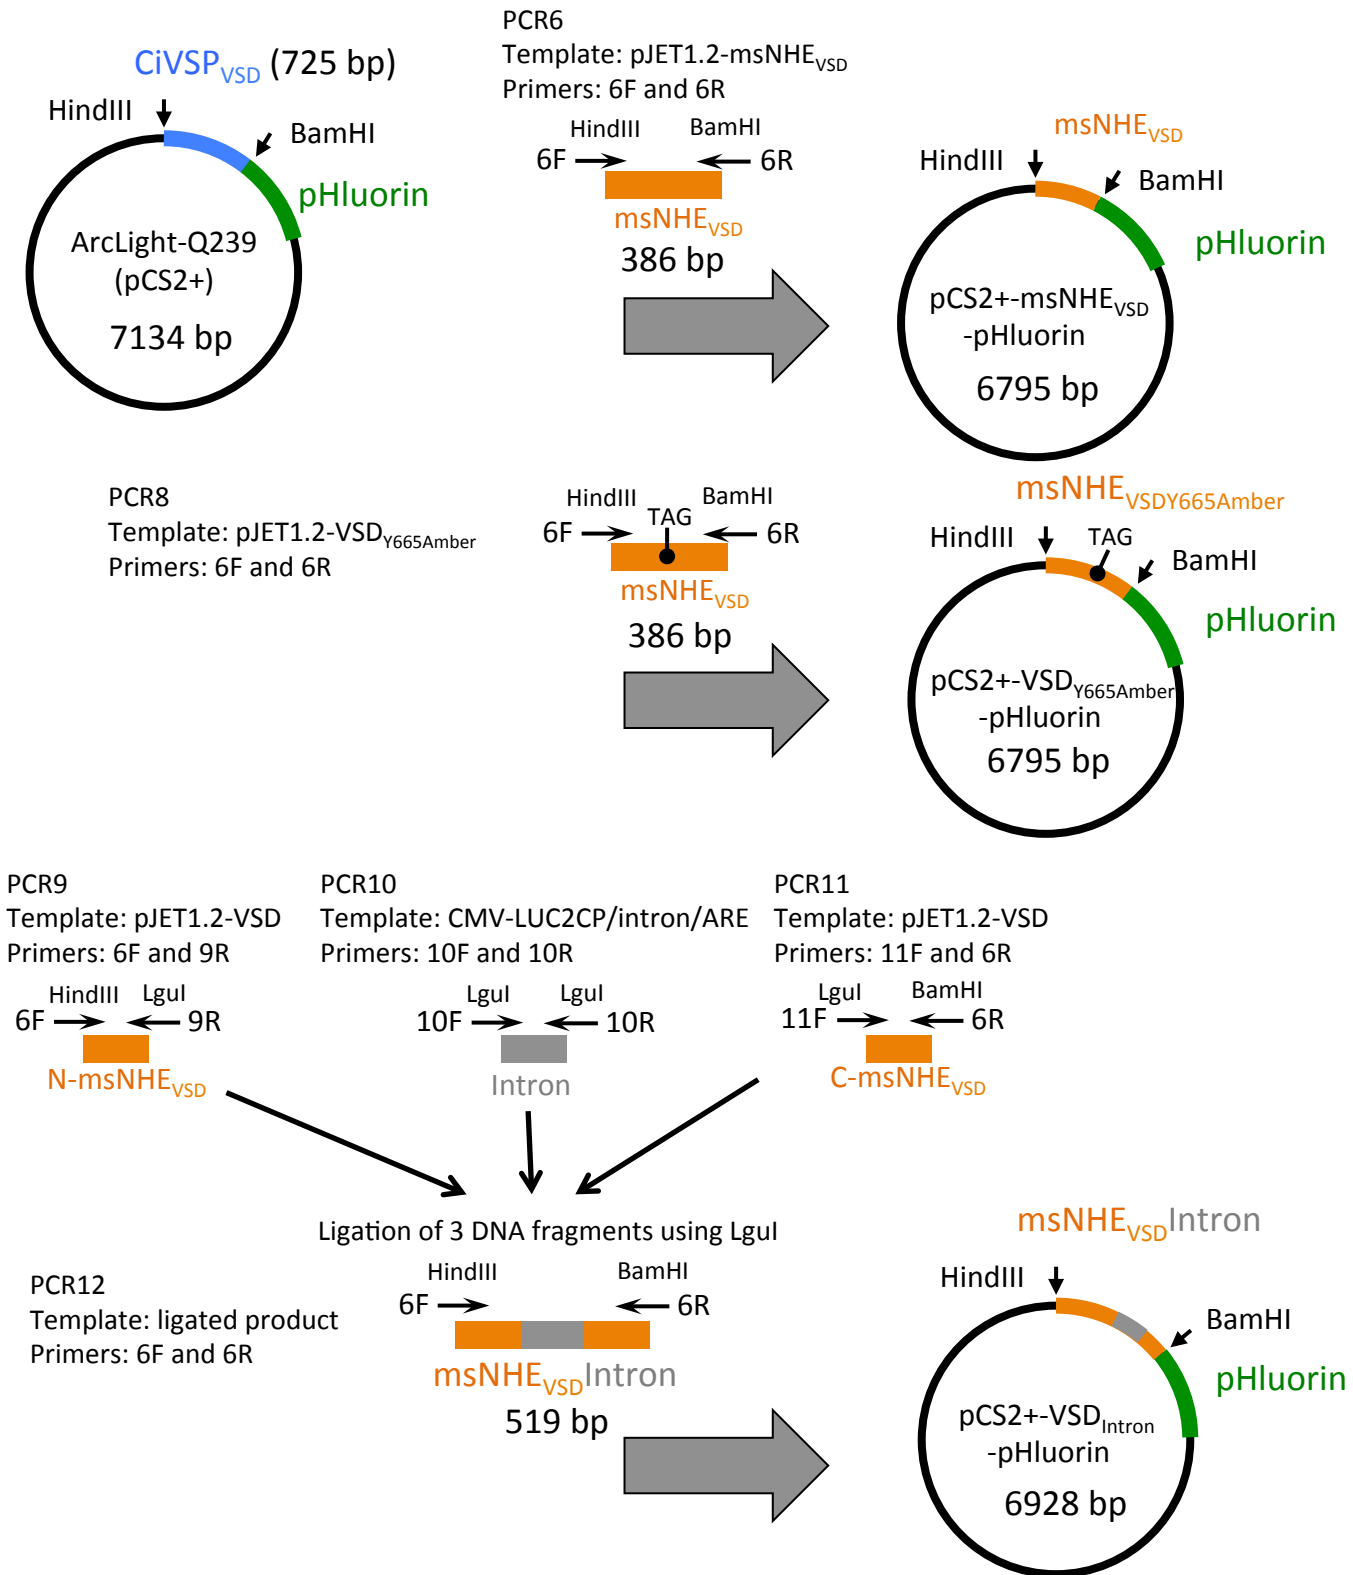 PCR6
Template: pJET1.2-msNHEVSD
Primers: 6F and 6R
CiVSPVSD (725 bp)
HindIII
BamHI
pHluorin
ArcLight-Q239
(pCS2+)
7134 bp
HindIII
BamHI
6F
6R
msNHEVSD
386 bp
msNHEVSD
HindIII
BamHI
pHluorin
pCS2+-msNHEVSD
-pHluorin
6795 bp
PCR8
Template: pJET1.2-VSDY665Amber
Primers: 6F and 6R
HindIII
BamHI
TAG
6F
6R
msNHEVSD
386 bp
msNHEVSDY665Amber
HindIII
TAG
BamHI
pHluorin
pCS2+-VSDY665Amber
-pHluorin
6795 bp
PCR9
Template: pJET1.2-VSD
Primers: 6F and 9R
HindIII
LguI
6F
9R
N-msNHEVSD
PCR10
Template: CMV-LUC2CP/intron/ARE
Primers: 10F and 10R
LguI
LguI
10F
10R
Intron
PCR11
Template: pJET1.2-VSD
Primers: 11F and 6R
LguI
BamHI
11F
6R
C-msNHEVSD
Ligation of 3 DNA fragments using LguI
PCR12
Template: ligated product
Primers: 6F and 6R
HindIII
BamHI
6F
6R
msNHEVSDIntron
519 bp
msNHEVSDIntron
HindIII
BamHI
pHluorin
pCS2+-VSDIntron
-pHluorin
6928 bp